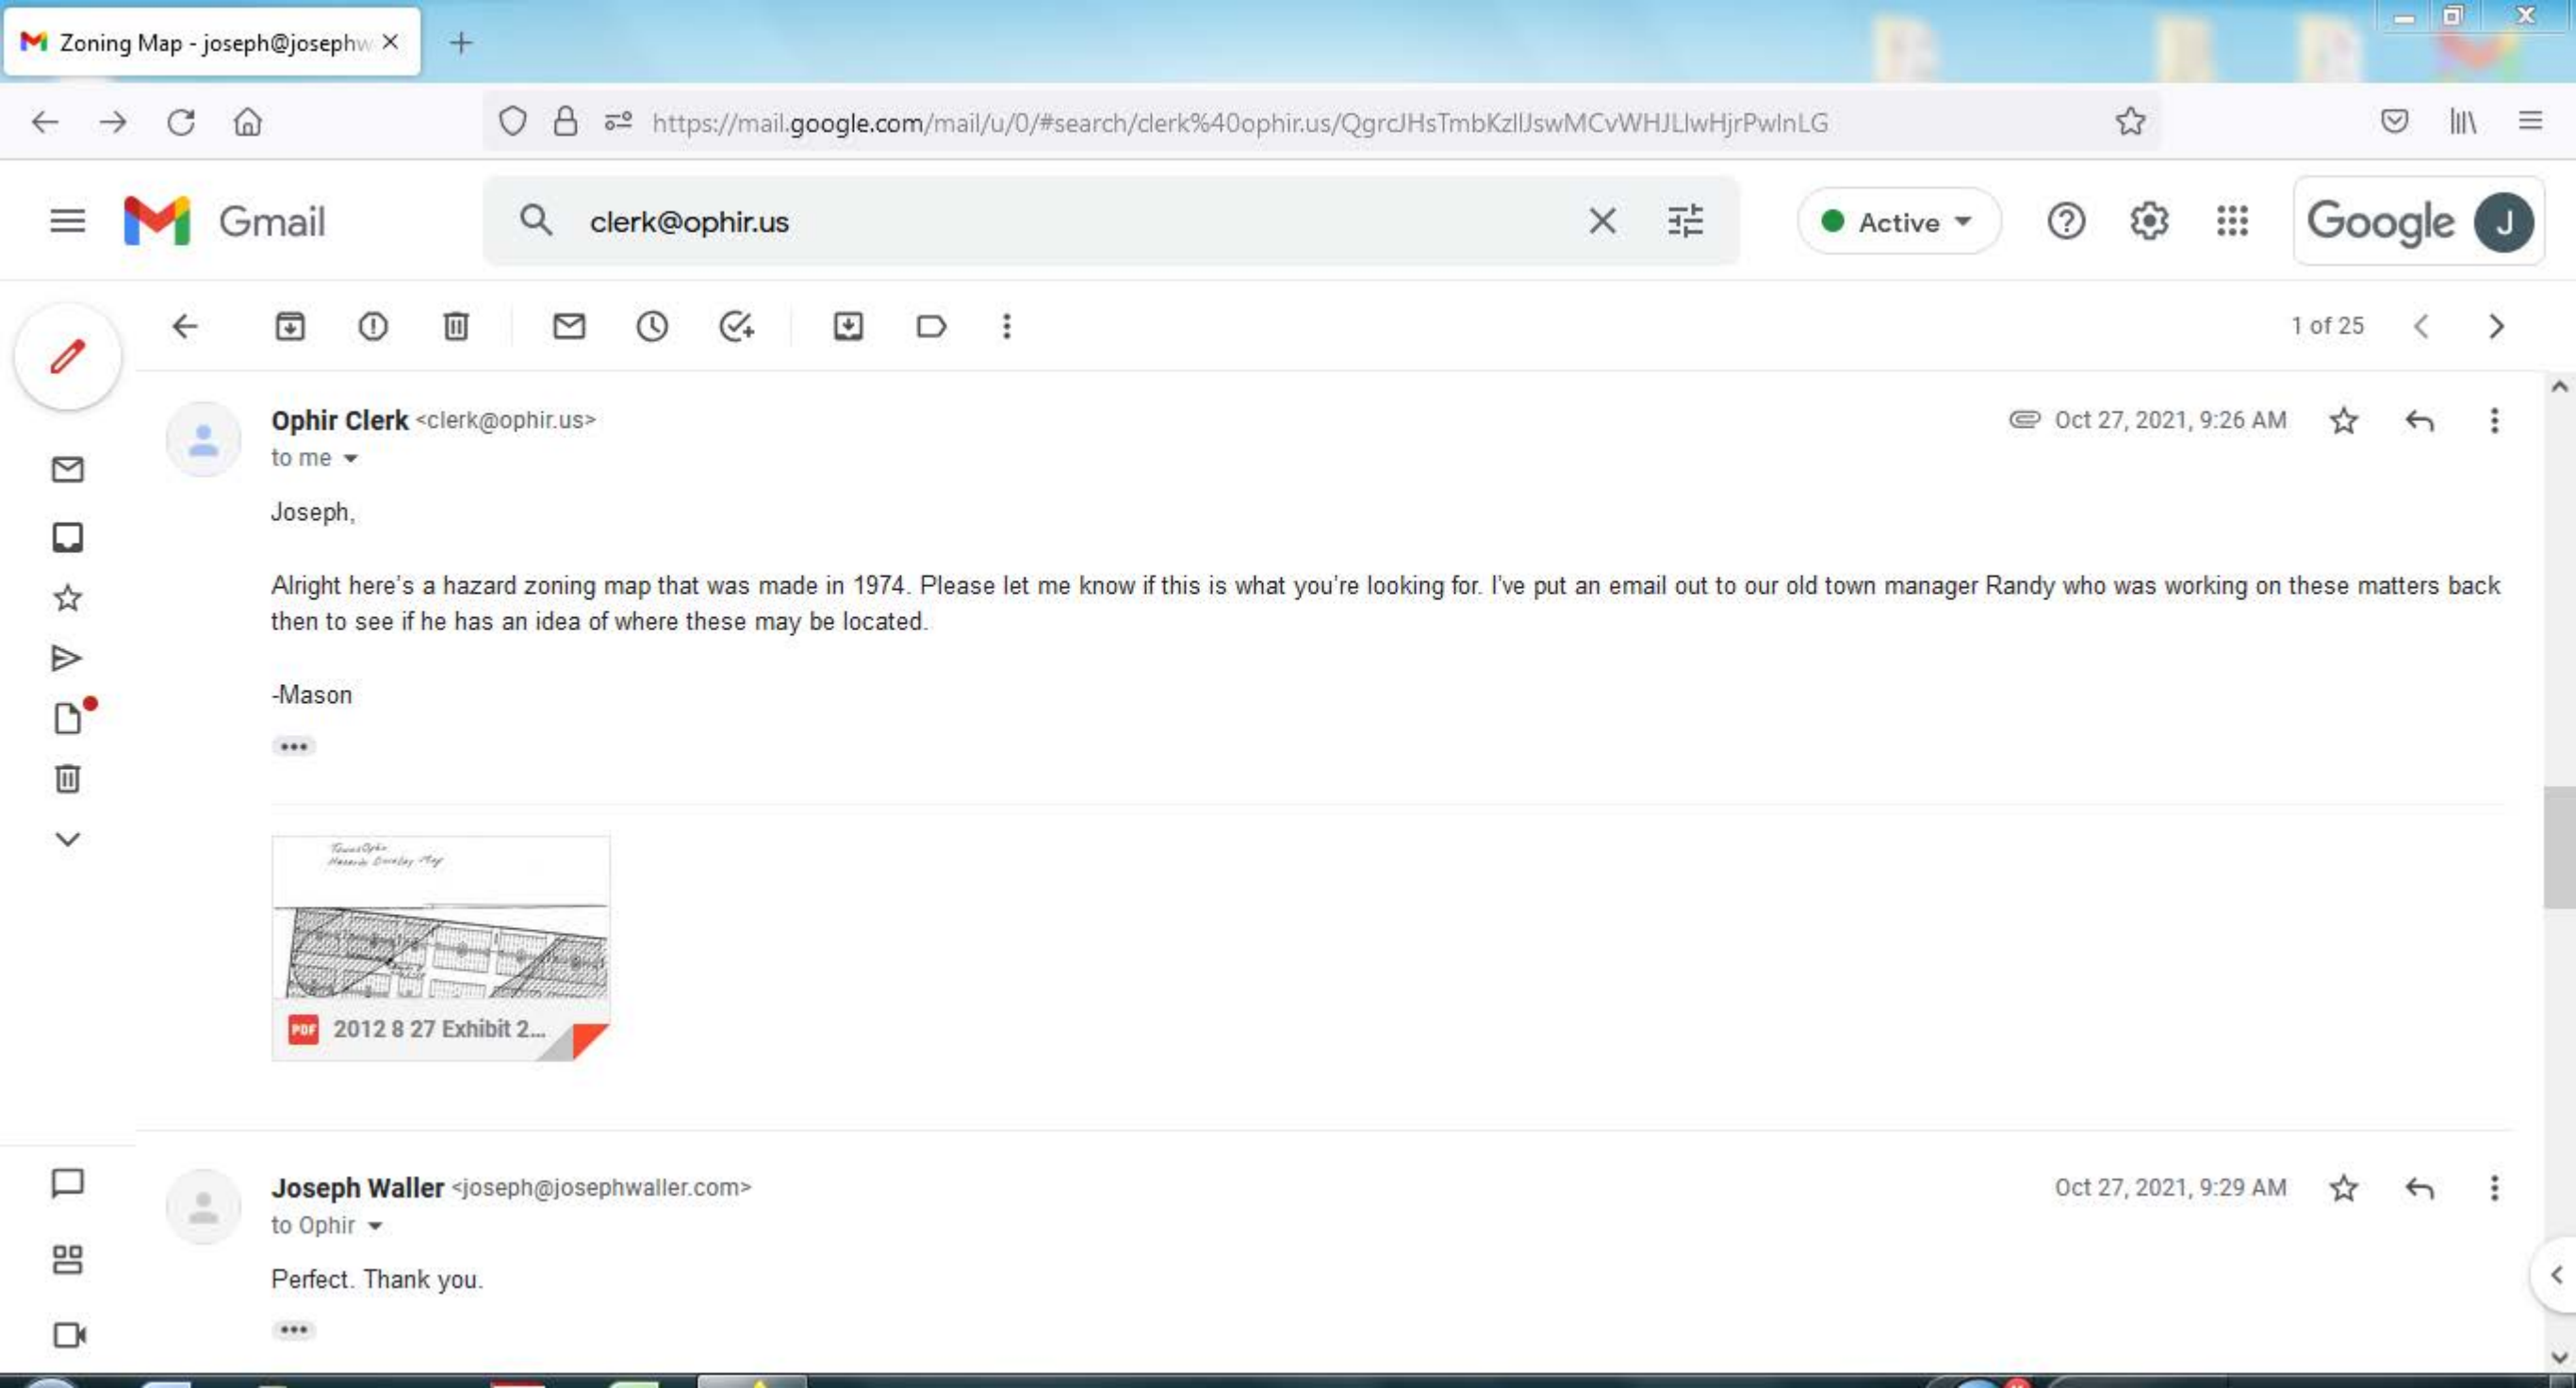 Zoning Map - joseph@josephw
https://mail.google.com/mail/u/0/#search/clerk%40ophir.us/QgrcJHsTmbKzllJswMCvWHJLlwHjrPwlnLG
Gmail
clerk@ophir.us
Active
Google
J
1 of 25
Ophir Clerk <clerk@ophir.us>
Oct 27, 2021, 9:26 AM
to me
Joseph,
Alright here's a hazard zoning map that was made in 1974. Please let me know if this is what you're looking for. I've put an email out to our old town manager Randy who was working on these matters back
then to see if he has an idea of where these may be located.
-Mason
Hazards Overlay Map
PDF
2012 8 27 Exhibit 2...
Joseph Waller <joseph@josephwaller.com>
Oct 27, 2021, 9:29 AM
to Ophir
Perfect. Thank you.